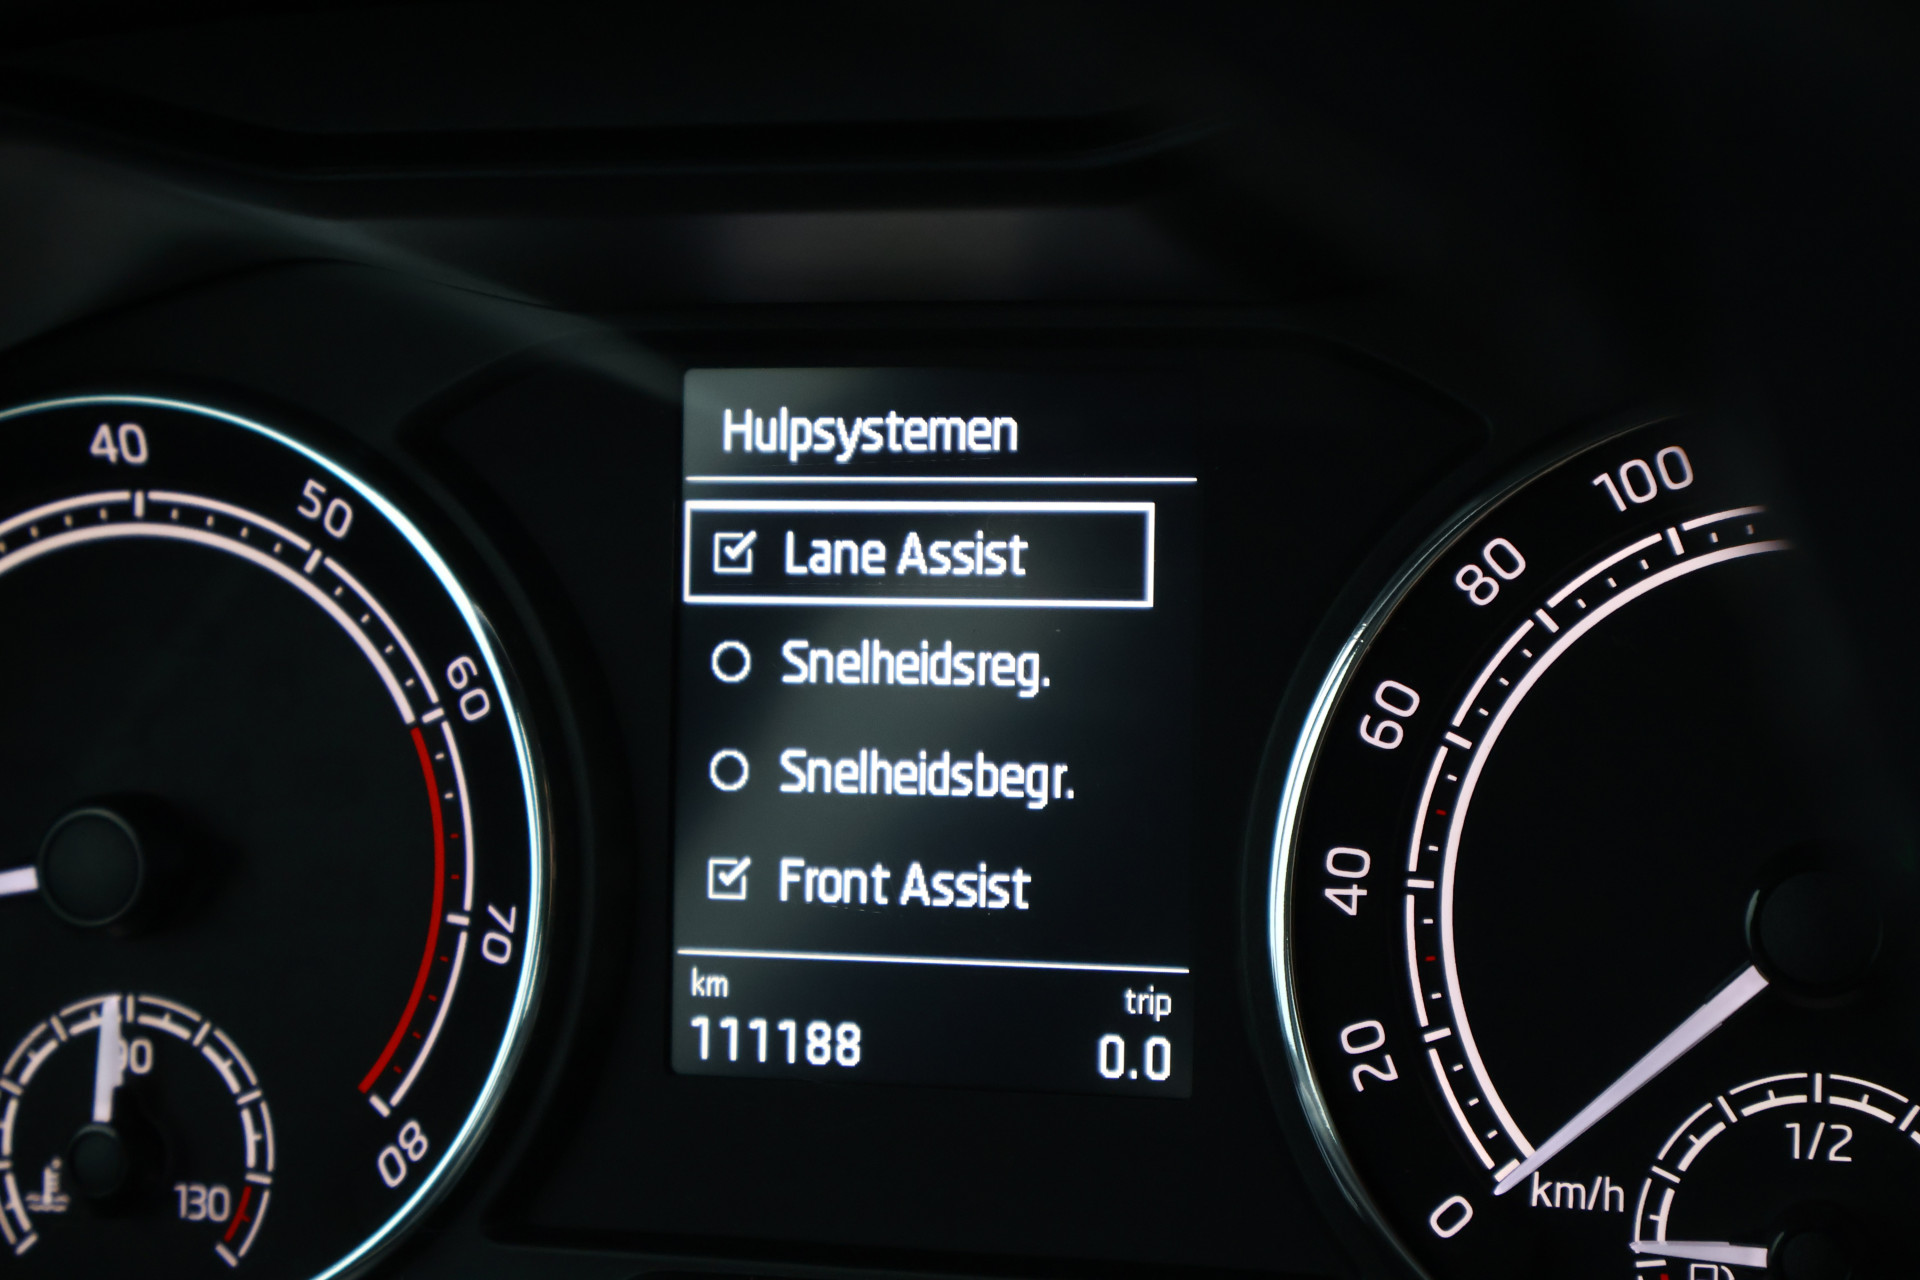 Hulpsystemen
Lane Assist
Snelheidsreg.
Snelheidsbegr.
Front Assist
km
trip
111188
0.0
40
50
60
70
80
90
130
100
80
60
40
20
0
km/h
1/2